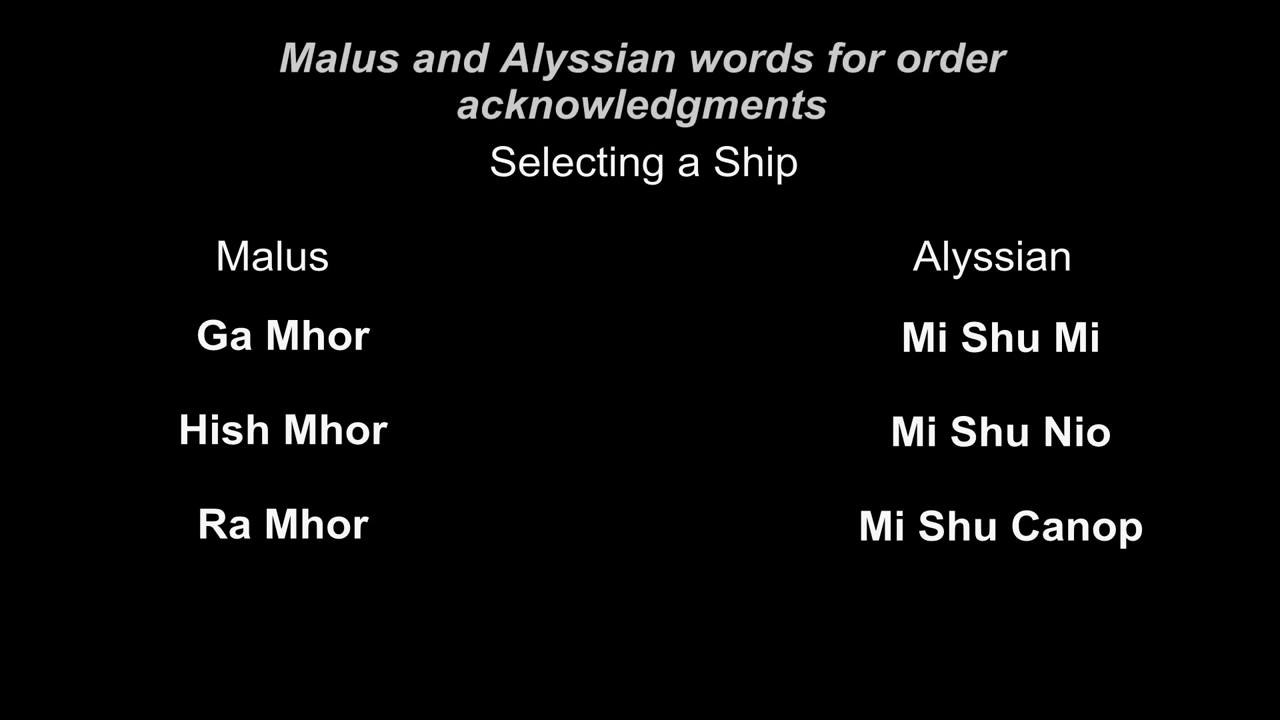 Malus and Alyssian words for order
acknowledgments
Selecting a Ship
Malus
Alyssian
Ga Mhor
Mi Shu Mi
Hish Mhor
Mi Shu Nio
Ra Mhor
Mi Shu Canop